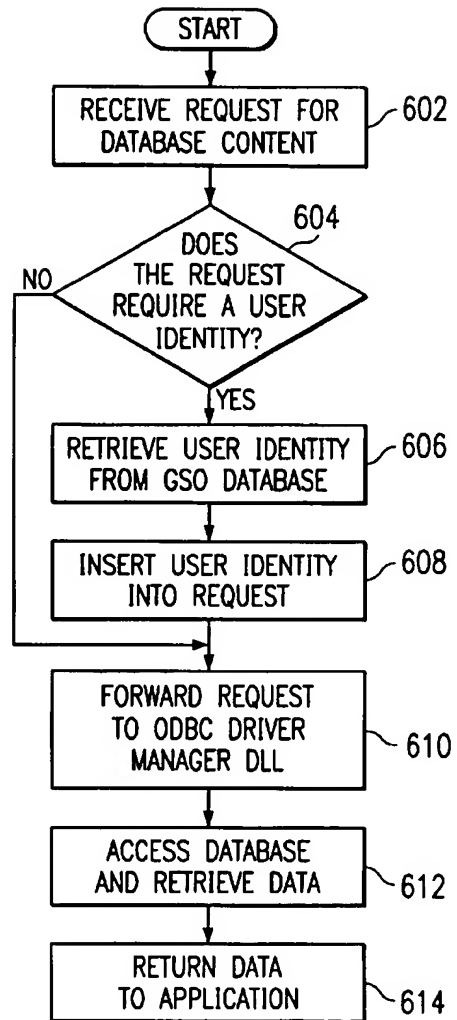 START
RECEIVE REQUEST FOR
DATABASE CONTENT
602
604
DOES
THE REQUEST
REQUIRE A USER
IDENTITY?
NO
YES
RETRIEVE USER IDENTITY
FROM GSO DATABASE
606
INSERT USER IDENTITY
INTO REQUEST
608
FORWARD REQUEST
TO ODBC DRIVER
MANAGER DLL
610
ACCESS DATABASE
AND RETRIEVE DATA
612
RETURN DATA
TO APPLICATION
614